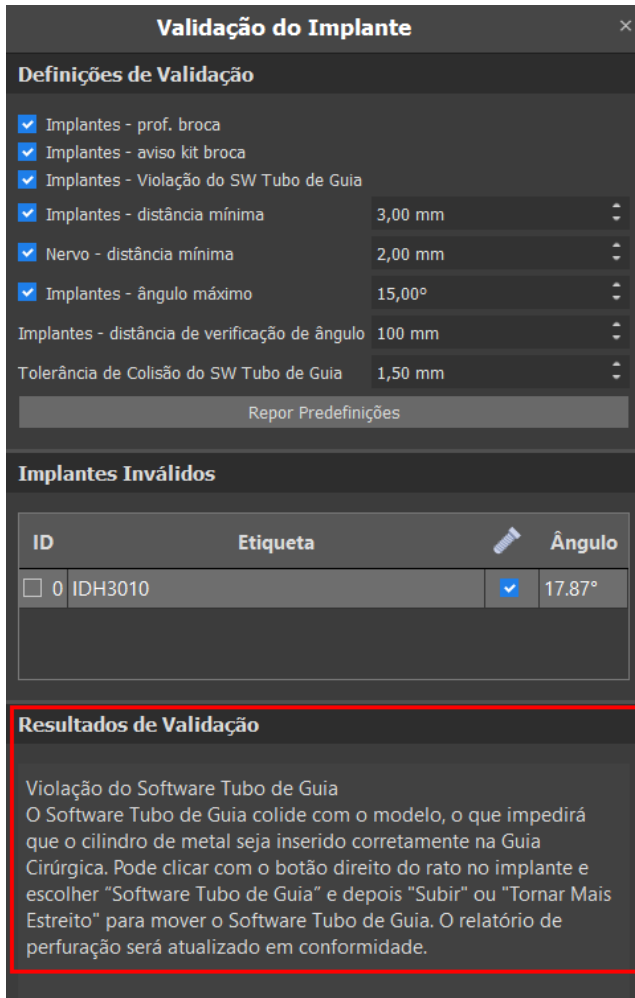 Validação do Implante ×
Definições de Validação
Implantes - prof. broca
Implantes - aviso kit broca
Implantes - Violação do SW Tubo de Guia
Implantes - distância mínima 3,00 mm
Nervo - distância mínima 2,00 mm
Implantes - ângulo máximo 15,00º
Implantes - distância de verificação de ângulo 100 mm
Tolerância de Colisão do SW Tubo de Guia 1,50 mm
Repor Predefinições
Implantes Inválidos
ID Etiqueta Ângulo
0 IDH3010 17.87°
Resultados de Validação
Violação do Software Tubo de Guia
O Software Tubo de Guia colide com o modelo, o que impedirá
que o cilindro de metal seja inserido corretamente na Guia
Cirúrgica. Pode clicar com o botão direito do rato no implante e
escolher “Software Tubo de Guia” e depois "Subir" ou "Tornar Mais
Estreito" para mover o Software Tubo de Guia. O relatório de
perfuração será atualizado em conformidade.